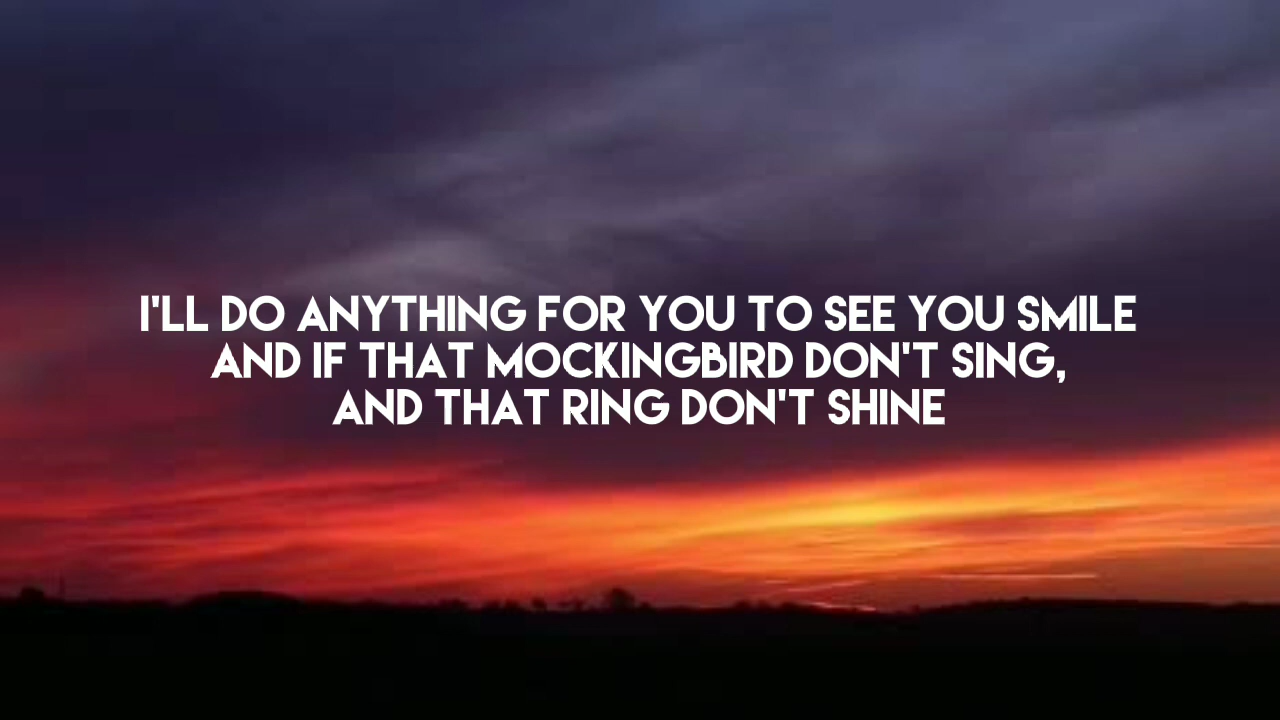 I'LL DO ANYTHING FOR YOU TO SEE YOU SMILE
AND IF THAT MOCKINGBIRD DON'T SING,
AND THAT RING DON'T SHINE